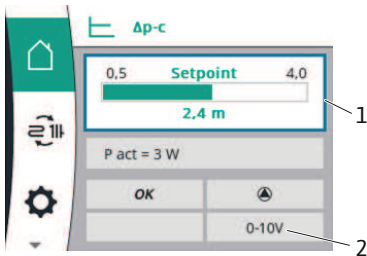 Δp-c
0,5 Setpoint 4,0
2,4 m
1
P act = 3 W
OK
0-10V
2